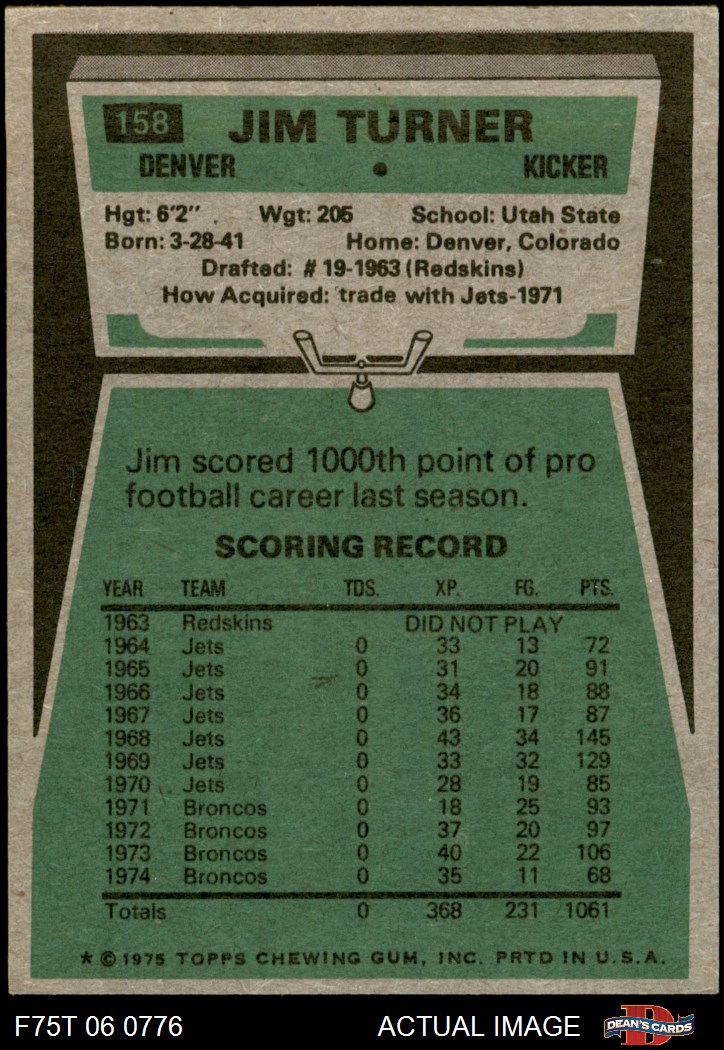 158 JIM TURNER
DENVER • KICKER
Hgt: 6'2" Wgt: 205 School: Utah State
Born: 3-28-41 Home: Denver, Colorado
Drafted: # 19-1963 (Redskins)
How Acquired: trade with Jets-1971
Jim scored 1000th point of pro
football career last season.
SCORING RECORD
YEAR TEAM TDS. XP. FG. PTS.
1963 Redskins DID NOT PLAY
1964 Jets 0 33 13 72
1965 Jets 0 31 20 91
1966 Jets 0 34 18 88
1967 Jets 0 36 17 87
1968 Jets 0 43 34 145
1969 Jets 0 33 32 129
1970 Jets 0 28 19 85
1971 Broncos 0 18 25 93
1972 Broncos 0 37 20 97
1973 Broncos 0 40 22 106
1974 Broncos 0 35 11 68
Totals 0 368 231 1061
* © 1975 TOPPS CHEWING GUM, INC. PRTD IN U.S.A.
F75T 06 0776 ACTUAL IMAGE D DEAN'S CARDS